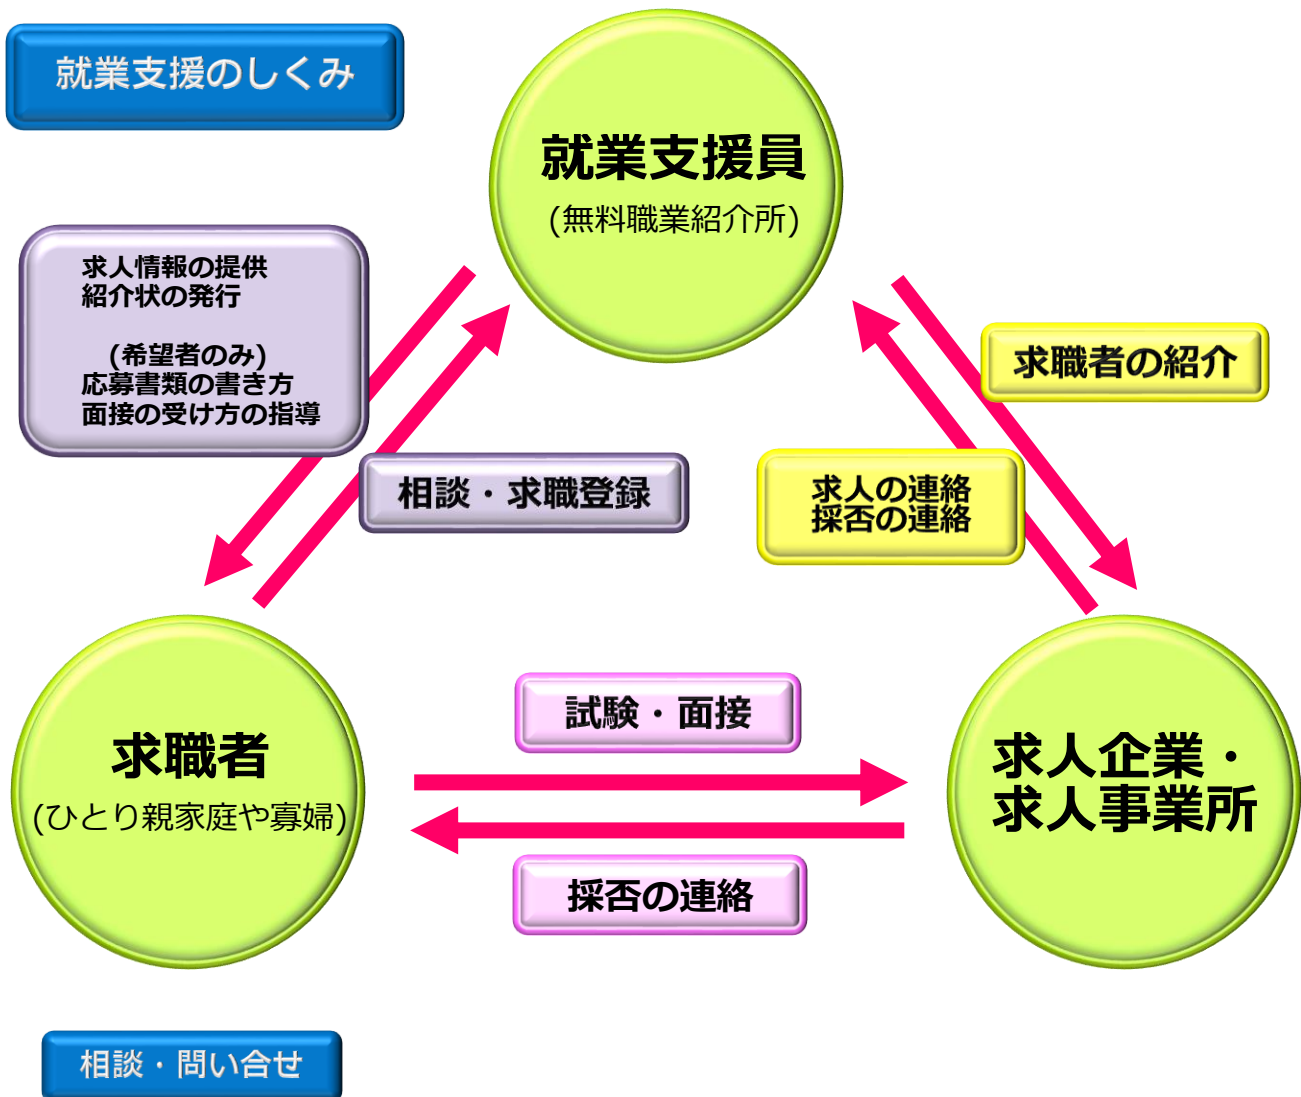 就業支援のしくみ
就業支援員
(無料職業紹介所)
求人情報の提供
紹介状の発行
(希望者のみ)
応募書類の書き方
面接の受け方の指導
求職者の紹介
相談・求職登録
求人の連絡
採否の連絡
試験・面接
求職者
(ひとり親家庭や寡婦)
求人企業・
求人事業所
採否の連絡
相談・問い合せ